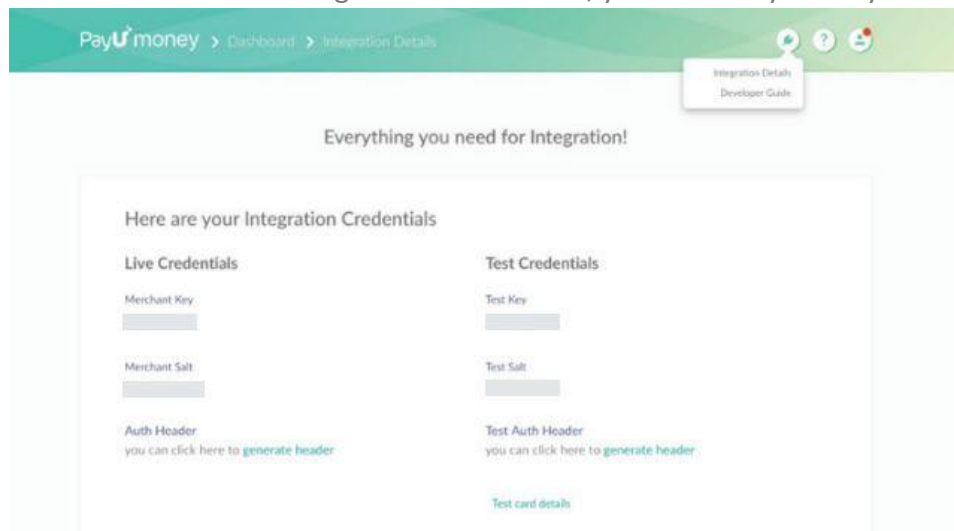 PayU money > Dashboard > Integration Details
?
Integration Details
Developer Guide
Everything you need for Integration!
Here are your Integration Credentials
Live Credentials
Test Credentials
Merchant Key
Test Key
Merchant Salt
Test Salt
Auth Header
you can click here to generate header
Test Auth Header
you can click here to generate header
Test card details